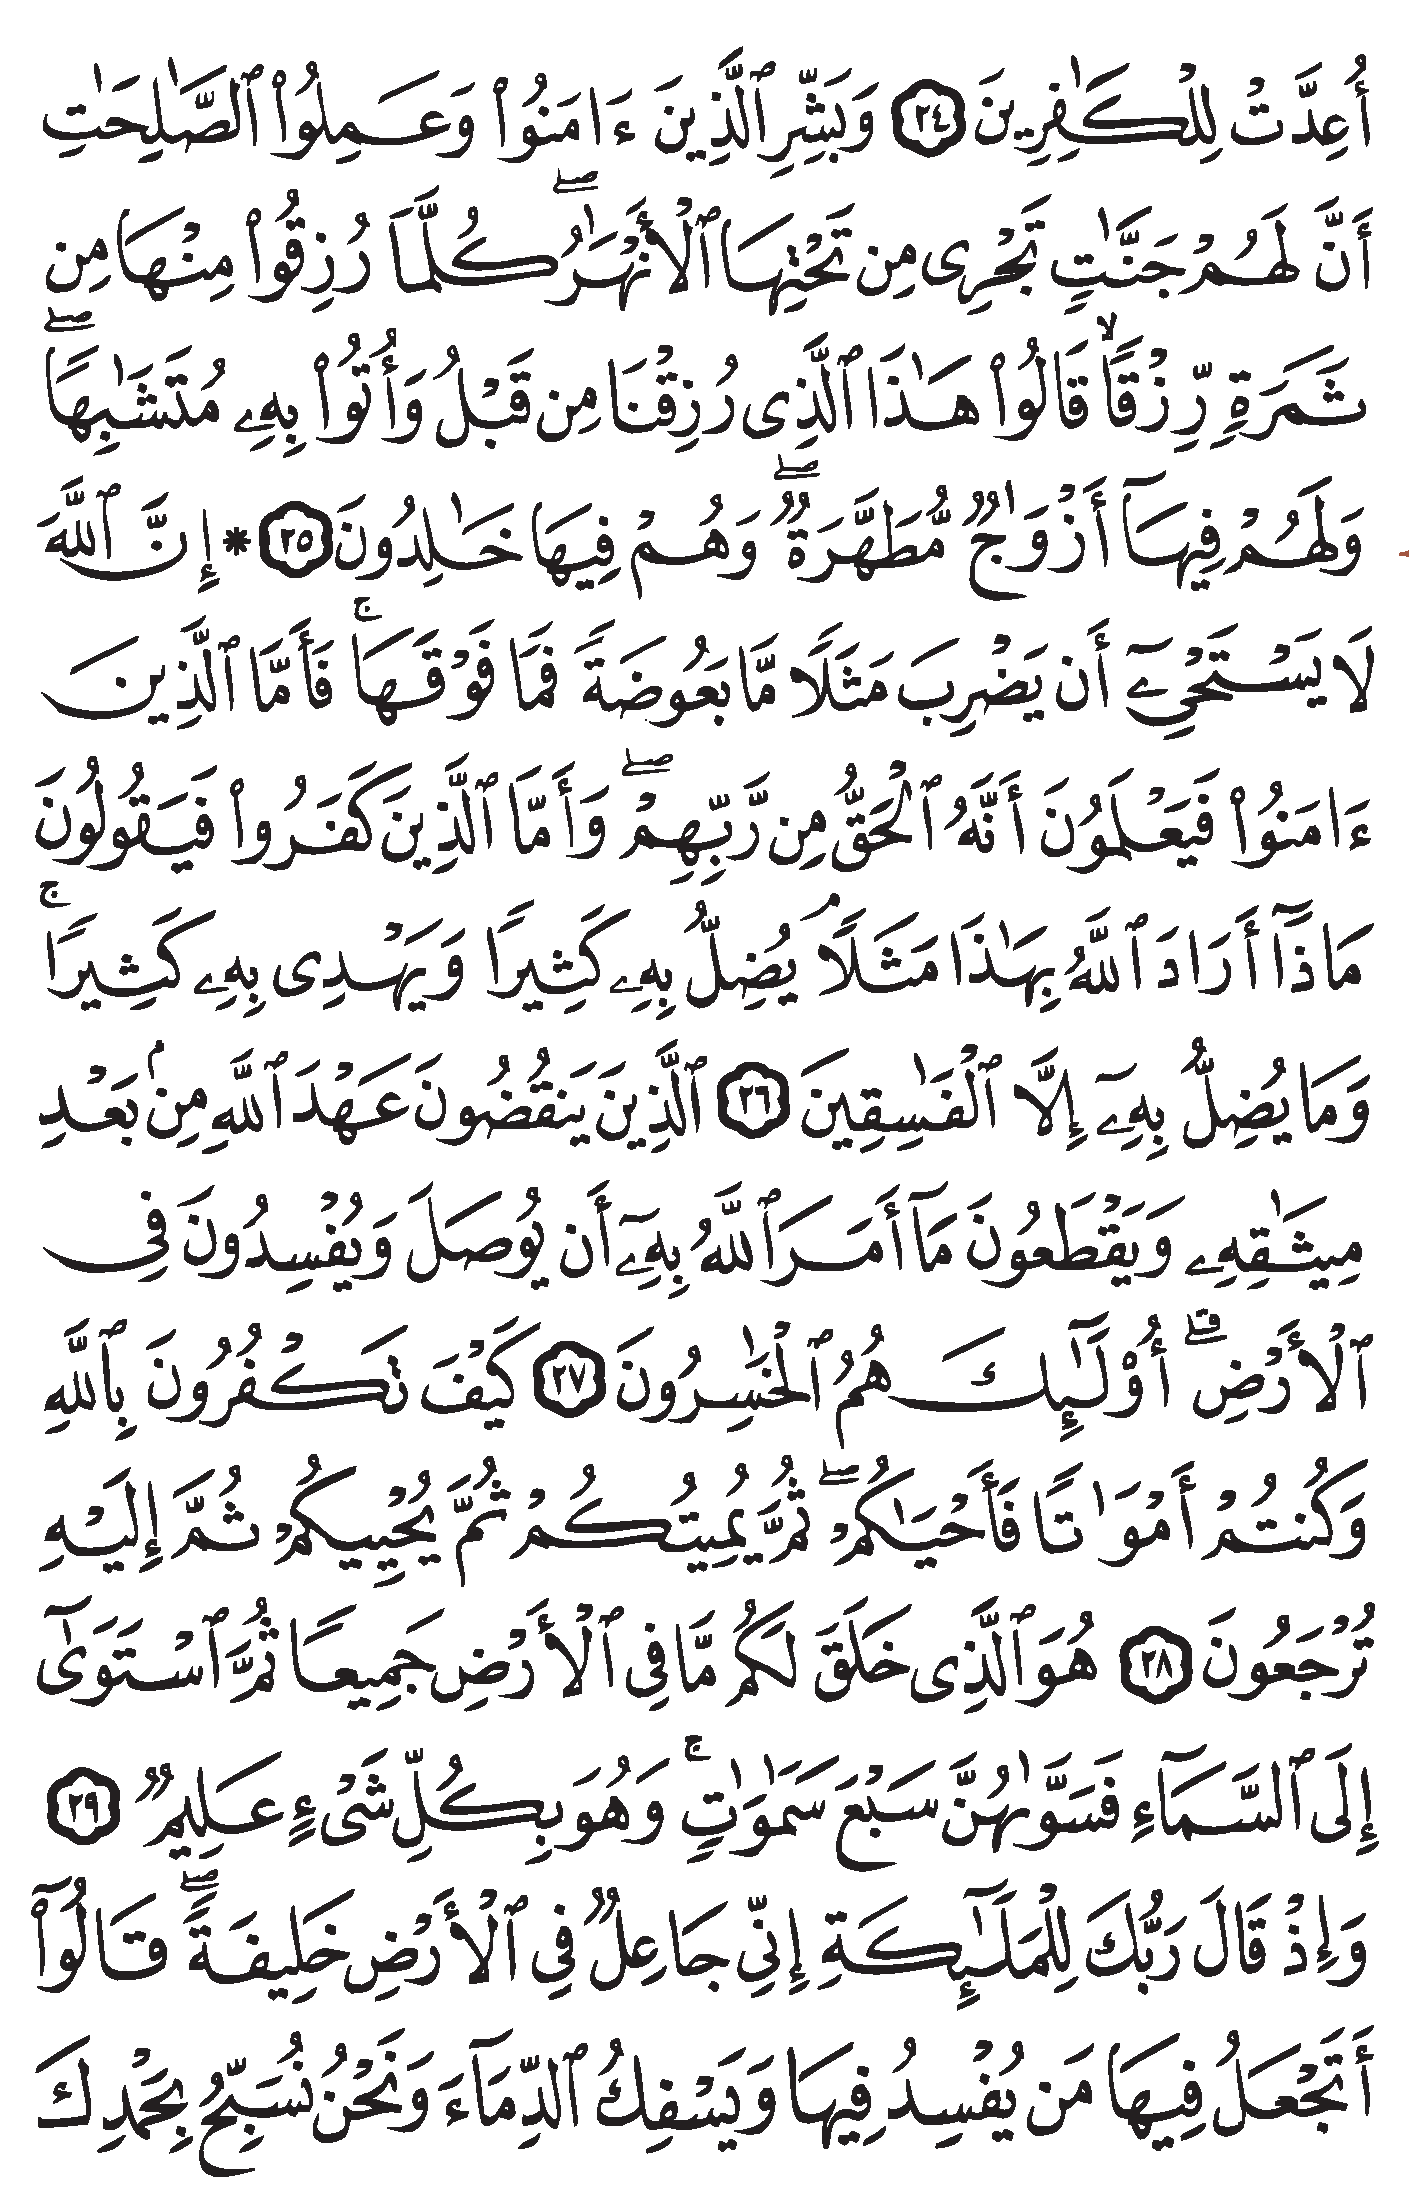 أُعِدَّتْ لِلْكَٰفِرِينَ ٢٤ وَبَشِّرِ ٱلَّذِينَ ءَامَنُوا۟ وَعَمِلُوا۟ ٱلصَّٰلِحَٰتِ
أَنَّ لَهُمْ جَنَّٰتٍ تَجْرِى مِن تَحْتِهَا ٱلْأَنْهَٰرُ ۖ كُلَّمَا رُزِقُوا۟ مِنْهَا مِن
ثَمَرَةٍ رِّزْقًا ۙ قَالُوا۟ هَٰذَا ٱلَّذِى رُزِقْنَا مِن قَبْلُ وَأُتُوا۟ بِهِۦ مُتَشَٰبِهًا ۖ
وَلَهُمْ فِيهَآ أَزْوَٰجٌ مُّطَهَّرَةٌ ۖ وَهُمْ فِيهَا خَٰلِدُونَ ٢٥ * إِنَّ ٱللَّهَ
لَا يَسْتَحْىِۦٓ أَن يَضْرِبَ مَثَلًا مَّا بَعُوضَةً فَمَا فَوْقَهَا ۚ فَأَمَّا ٱلَّذِينَ
ءَامَنُوا۟ فَيَعْلَمُونَ أَنَّهُ ٱلْحَقُّ مِن رَّبِّهِمْ ۖ وَأَمَّا ٱلَّذِينَ كَفَرُوا۟ فَيَقُولُونَ
مَاذَآ أَرَادَ ٱللَّهُ بِهَٰذَا مَثَلًا ۘ يُضِلُّ بِهِۦ كَثِيرًا وَيَهْدِى بِهِۦ كَثِيرًا ۚ
وَمَا يُضِلُّ بِهِۦٓ إِلَّا ٱلْفَٰسِقِينَ ٢٦ ٱلَّذِينَ يَنقُضُونَ عَهْدَ ٱللَّهِ مِنۢ بَعْدِ
مِيثَٰقِهِۦ وَيَقْطَعُونَ مَآ أَمَرَ ٱللَّهُ بِهِۦٓ أَن يُوصَلَ وَيُفْسِدُونَ فِى
ٱلْأَرْضِ ۚ أُو۟لَٰٓئِكَ هُمُ ٱلْخَٰسِرُونَ ٢٧ كَيْفَ تَكْفُرُونَ بِٱللَّهِ
وَكُنتُمْ أَمْوَٰتًا فَأَحْيَٰكُمْ ۖ ثُمَّ يُمِيتُكُمْ ثُمَّ يُحْيِيكُمْ ثُمَّ إِلَيْهِ
تُرْجَعُونَ ٢٨ هُوَ ٱلَّذِى خَلَقَ لَكُم مَّا فِى ٱلْأَرْضِ جَمِيعًا ثُمَّ ٱسْتَوَىٰٓ
إِلَى ٱلسَّمَآءِ فَسَوَّىٰهُنَّ سَبْعَ سَمَٰوَٰتٍ ۚ وَهُوَ بِكُلِّ شَىْءٍ عَلِيمٌ ٢٩
وَإِذْ قَالَ رَبُّكَ لِلْمَلَٰٓئِكَةِ إِنِّى جَاعِلٌ فِى ٱلْأَرْضِ خَلِيفَةً ۖ قَالُوٓا۟
أَتَجْعَلُ فِيهَا مَن يُفْسِدُ فِيهَا وَيَسْفِكُ ٱلدِّمَآءَ وَنَحْنُ نُسَبِّحُ بِحَمْدِكَ